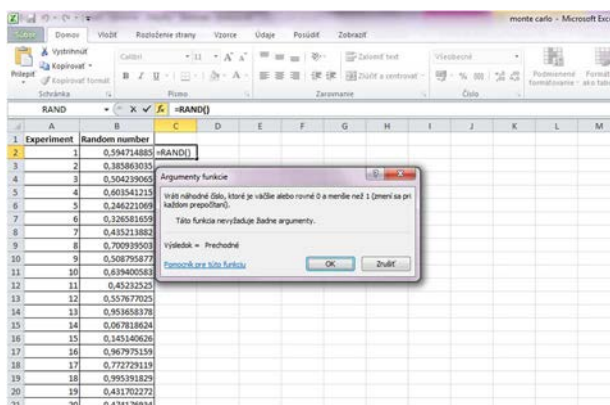 monte carlo - Microsoft Exc
Súbor Domov Vložiť Rozloženie strany Vzorce Údaje Posúdiť Zobraziť
Prilepiť
Vystrihnúť
Kopírovať
Kopírovať formát
Schránka
Calibri 11
B I U
Písmo
Zalomiť text
Zlúčiť a centrovať
Zarovnanie
Všeobecné
% 000
Číslo
Podmienené formátovanie
RAND =RAND()
A B C D E F G H I J K L M
1 Experiment Random number
2 1 0,594714885 =RAND()
3 2 0,385863035
4 3 0,504239065
5 4 0,603541215
6 5 0,246221069
7 6 0,326581659
8 7 0,435213882
9 8 0,700939503
10 9 0,508795877
11 10 0,639400583
12 11 0,45232525
13 12 0,557677025
14 13 0,953658378
15 14 0,067818624
16 15 0,145140626
17 16 0,967975159
18 17 0,772729119
19 18 0,995391829
20 19 0,431702272
21 20 0,474176934
Argumenty funkcie
Vráti náhodné číslo, ktoré je väčšie alebo rovné 0 a menšie než 1 (zmení sa pri
každom prepočítaní).
Táto funkcia nevyžaduje žiadne argumenty.
Výsledok = Prechodné
Pomocník pre túto funkciu
OK Zrušiť